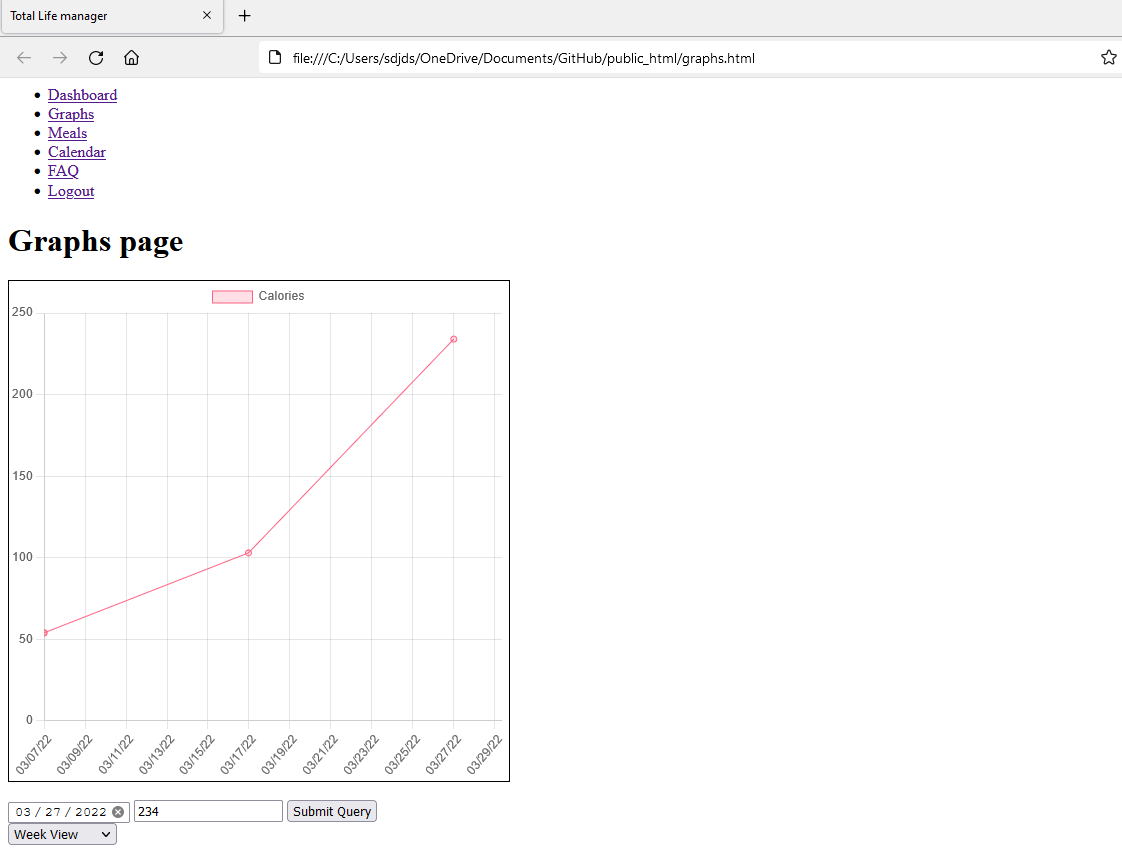 Total Life manager
file:///C:/Users/sdjds/OneDrive/Documents/GitHub/public_html/graphs.html
Dashboard
Graphs
Meals
Calendar
FAQ
Logout
Graphs page
Calories
250
200
150
100
50
0
03/07/22 03/09/22 03/11/22 03/13/22 03/15/22 03/17/22 03/19/22 03/21/22 03/23/22 03/25/22 03/27/22 03/29/22
03 / 27 / 2022 234 Submit Query
Week View